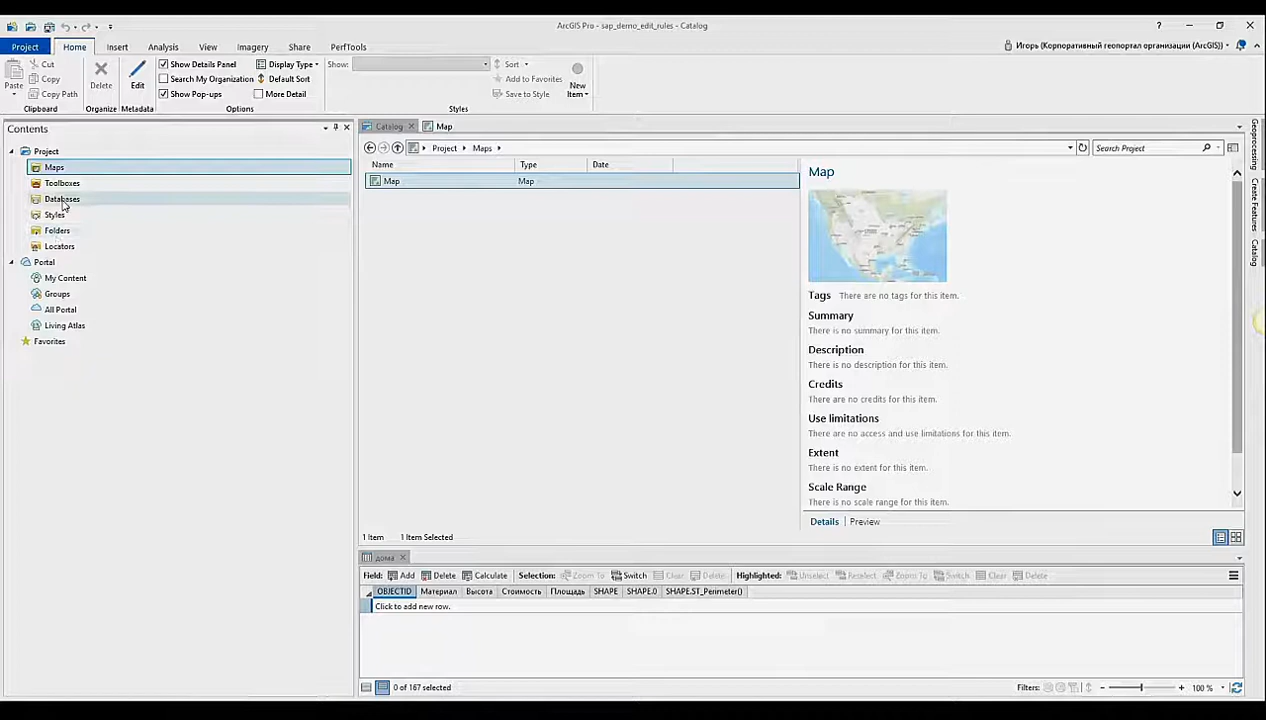 ArcGIS Pro - sap_demo_edit_rules - Catalog
?
Project Home Insert Analysis View Imagery Share PerfTools
Игорь (Корпоративный геопортал организации (ArcGIS))
Paste
Cut
Copy
Copy Path
Clipboard
Delete
Organize
Edit
Metadata
Show Details Panel
Search My Organization
Show Pop-ups
Display Type
Default Sort
More Detail
Options
Show:
Sort
Add to Favorites
Save to Style
New Item
Styles
Contents
Project
Maps
Toolboxes
Databases
Styles
Folders
Locators
Portal
My Content
Groups
All Portal
Living Atlas
Favorites
Catalog Map
Project Maps
Search Project
Name Type Date
Map Map
Map
Tags There are no tags for this item.
Summary
There is no summary for this item.
Description
There is no description for this item.
Credits
There are no credits for this item.
Use limitations
There are no access and use limitations for this item.
Extent
There is no extent for this item.
Scale Range
There is no scale range for this item.
Details Preview
1 Item 1 Item Selected
Geoprocessing
Create Features
Catalog
дома
Field: Add Delete Calculate Selection: Zoom To Switch Clear Delete Highlighted: Unselect Reselect Zoom To Switch Clear Delete
OBJECTID Материал Высота Стоимость Площадь SHAPE SHAPE.0 SHAPE.ST_Perimeter()
Click to add new row.
0 of 167 selected
Filters:
100 %